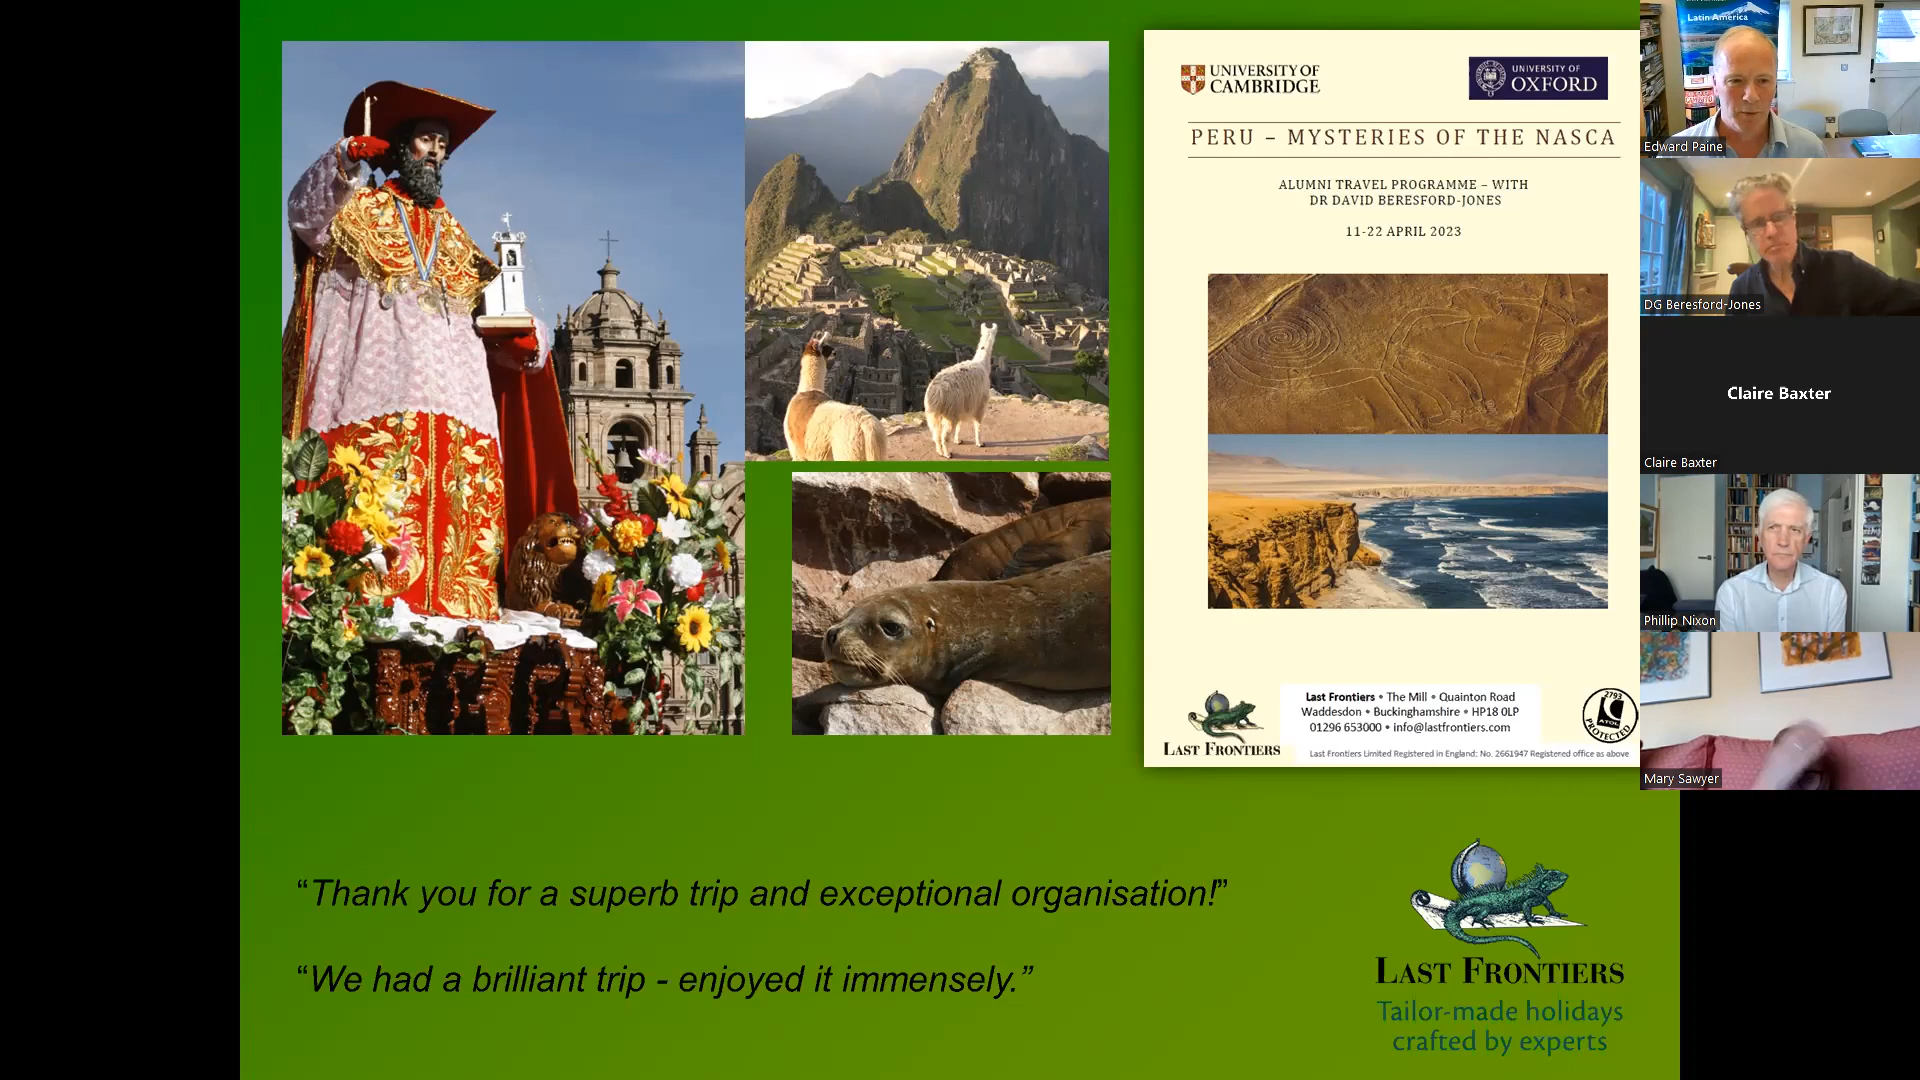 UNIVERSITY OF
CAMBRIDGE
UNIVERSITY OF
OXFORD
PERU – MYSTERIES OF THE NASCA
ALUMNI TRAVEL PROGRAMME – WITH
DR DAVID BERESFORD-JONES
11-22 APRIL 2023
LAST FRONTIERS
Last Frontiers • The Mill • Quainton Road
Waddesdon • Buckinghamshire • HP18 0LP
01296 653000 • info@lastfrontiers.com
Last Frontiers Limited Registered in England: No. 2661947 Registered office as above
2793
ATOL
PROTECTED
“Thank you for a superb trip and exceptional organisation!”
“We had a brilliant trip - enjoyed it immensely.”
LAST FRONTIERS
Tailor-made holidays
crafted by experts
Latin America
Edward Paine
DG Beresford-Jones
Claire Baxter
Claire Baxter
Phillip Nixon
Mary Sawyer